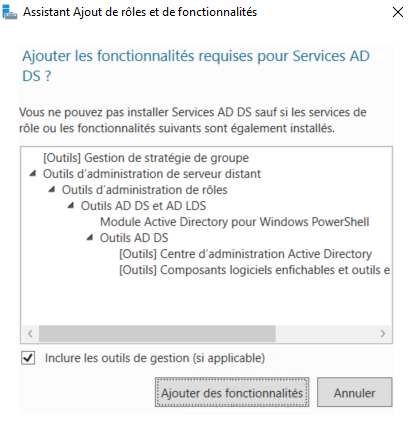 Assistant Ajout de rôles et de fonctionnalités
Ajouter les fonctionnalités requises pour Services AD
DS ?
Vous ne pouvez pas installer Services AD DS sauf si les services de
rôle ou les fonctionnalités suivants sont également installés.
[Outils] Gestion de stratégie de groupe
Outils d'administration de serveur distant
Outils d'administration de rôles
Outils AD DS et AD LDS
Module Active Directory pour Windows PowerShell
Outils AD DS
[Outils] Centre d'administration Active Directory
[Outils] Composants logiciels enfichables et outils e
Inclure les outils de gestion (si applicable)
Ajouter des fonctionnalités
Annuler